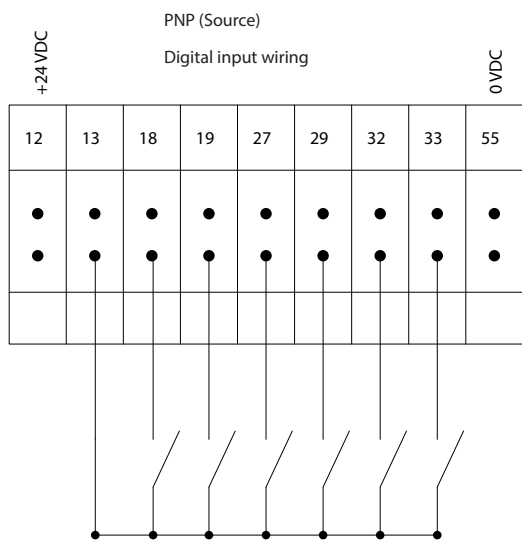 PNP (Source)
Digital input wiring
+24 VDC
0 VDC
12 13 18 19 27 29 32 33 55